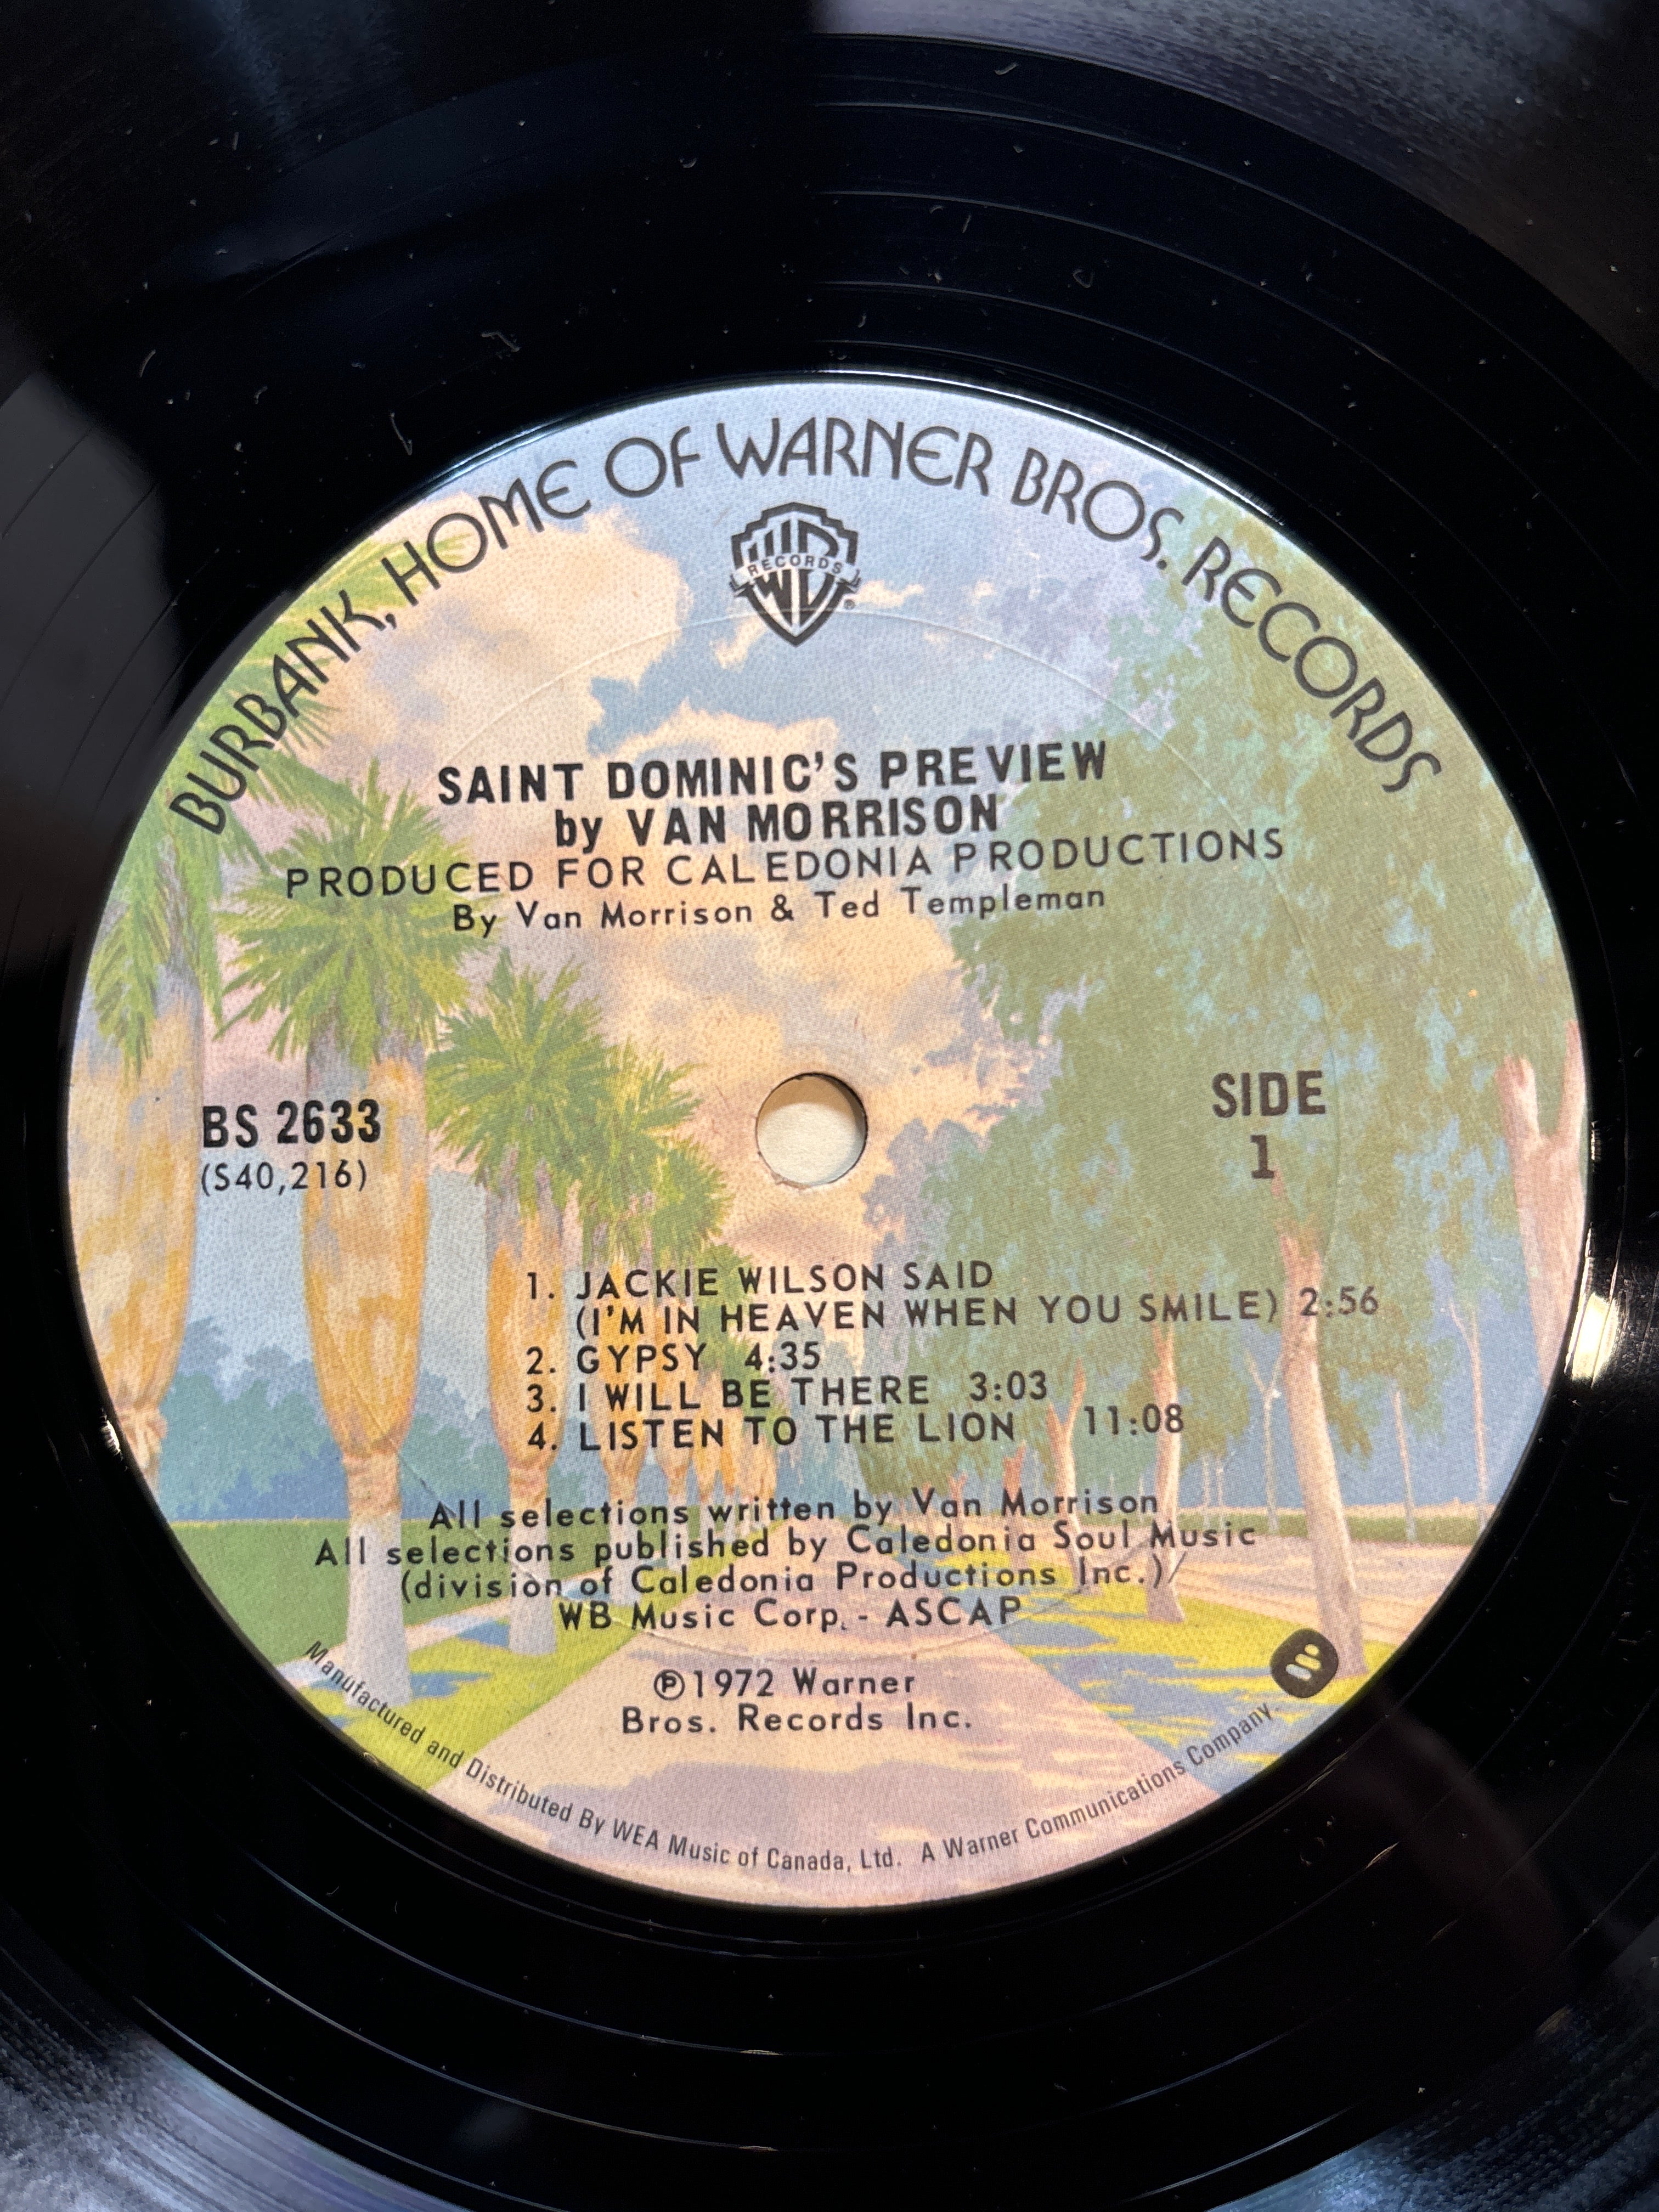 BURBANK, HOME OF WARNER BROS. RECORDS
WB
RECORDS
®
SAINT DOMINIC'S PREVIEW
by VAN MORRISON
PRODUCED FOR CALEDONIA PRODUCTIONS
By Van Morrison & Ted Templeman
BS 2633
(S40,216)
SIDE
1
1. JACKIE WILSON SAID
(I'M IN HEAVEN WHEN YOU SMILE) 2:56
2. GYPSY 4:35
3. I WILL BE THERE 3:03
4. LISTEN TO THE LION 11:08
All selections written by Van Morrison
All selections published by Caledonia Soul Music
(division of Caledonia Productions Inc.)/
WB Music Corp. - ASCAP
℗1972 Warner
Bros. Records Inc.
Manufactured and Distributed By WEA Music of Canada, Ltd. A Warner Communications Company.